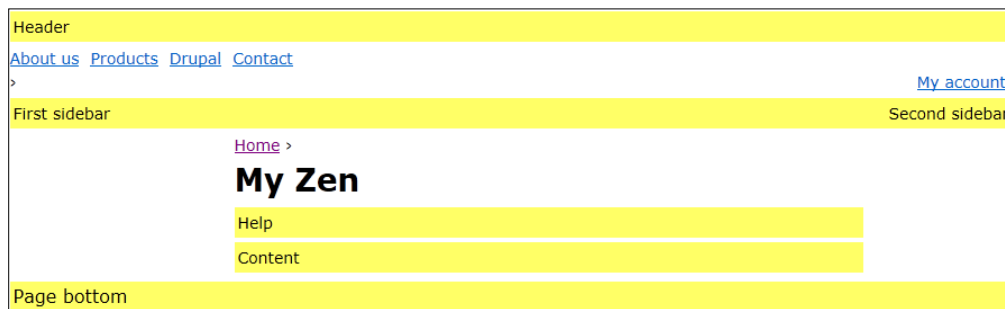 Header
About us Products Drupal Contact
› My account
First sidebar Second sidebar
Home ›
My Zen
Help
Content
Page bottom